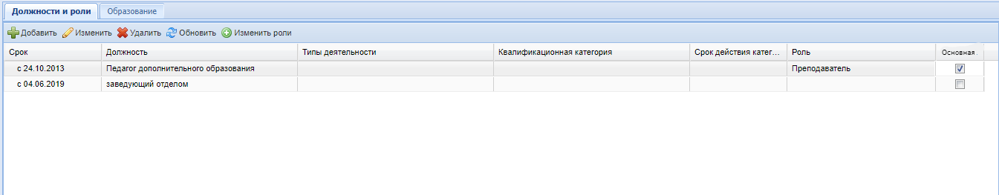 Должности и роли Образование
Добавить Изменить Удалить Обновить Изменить роли
Срок Должность Типы деятельности Квалификационная категория Срок действия катег... Роль Основная.
с 24.10.2013 Педагог дополнительного образования Преподаватель
с 04.06.2019 заведующий отделом